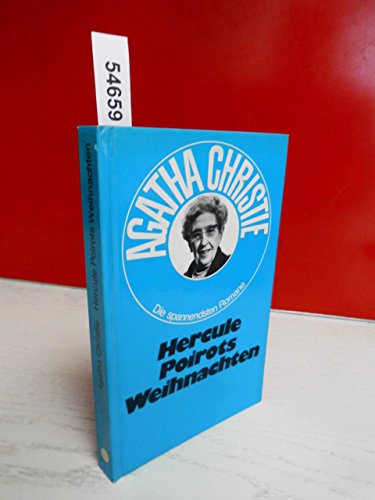 54659
AGATHA CHRISTIE
Die spannendsten Romane
Hercule
Poirots
Weihnachten
Agatha Christie Hercule Poirots Weihnachten